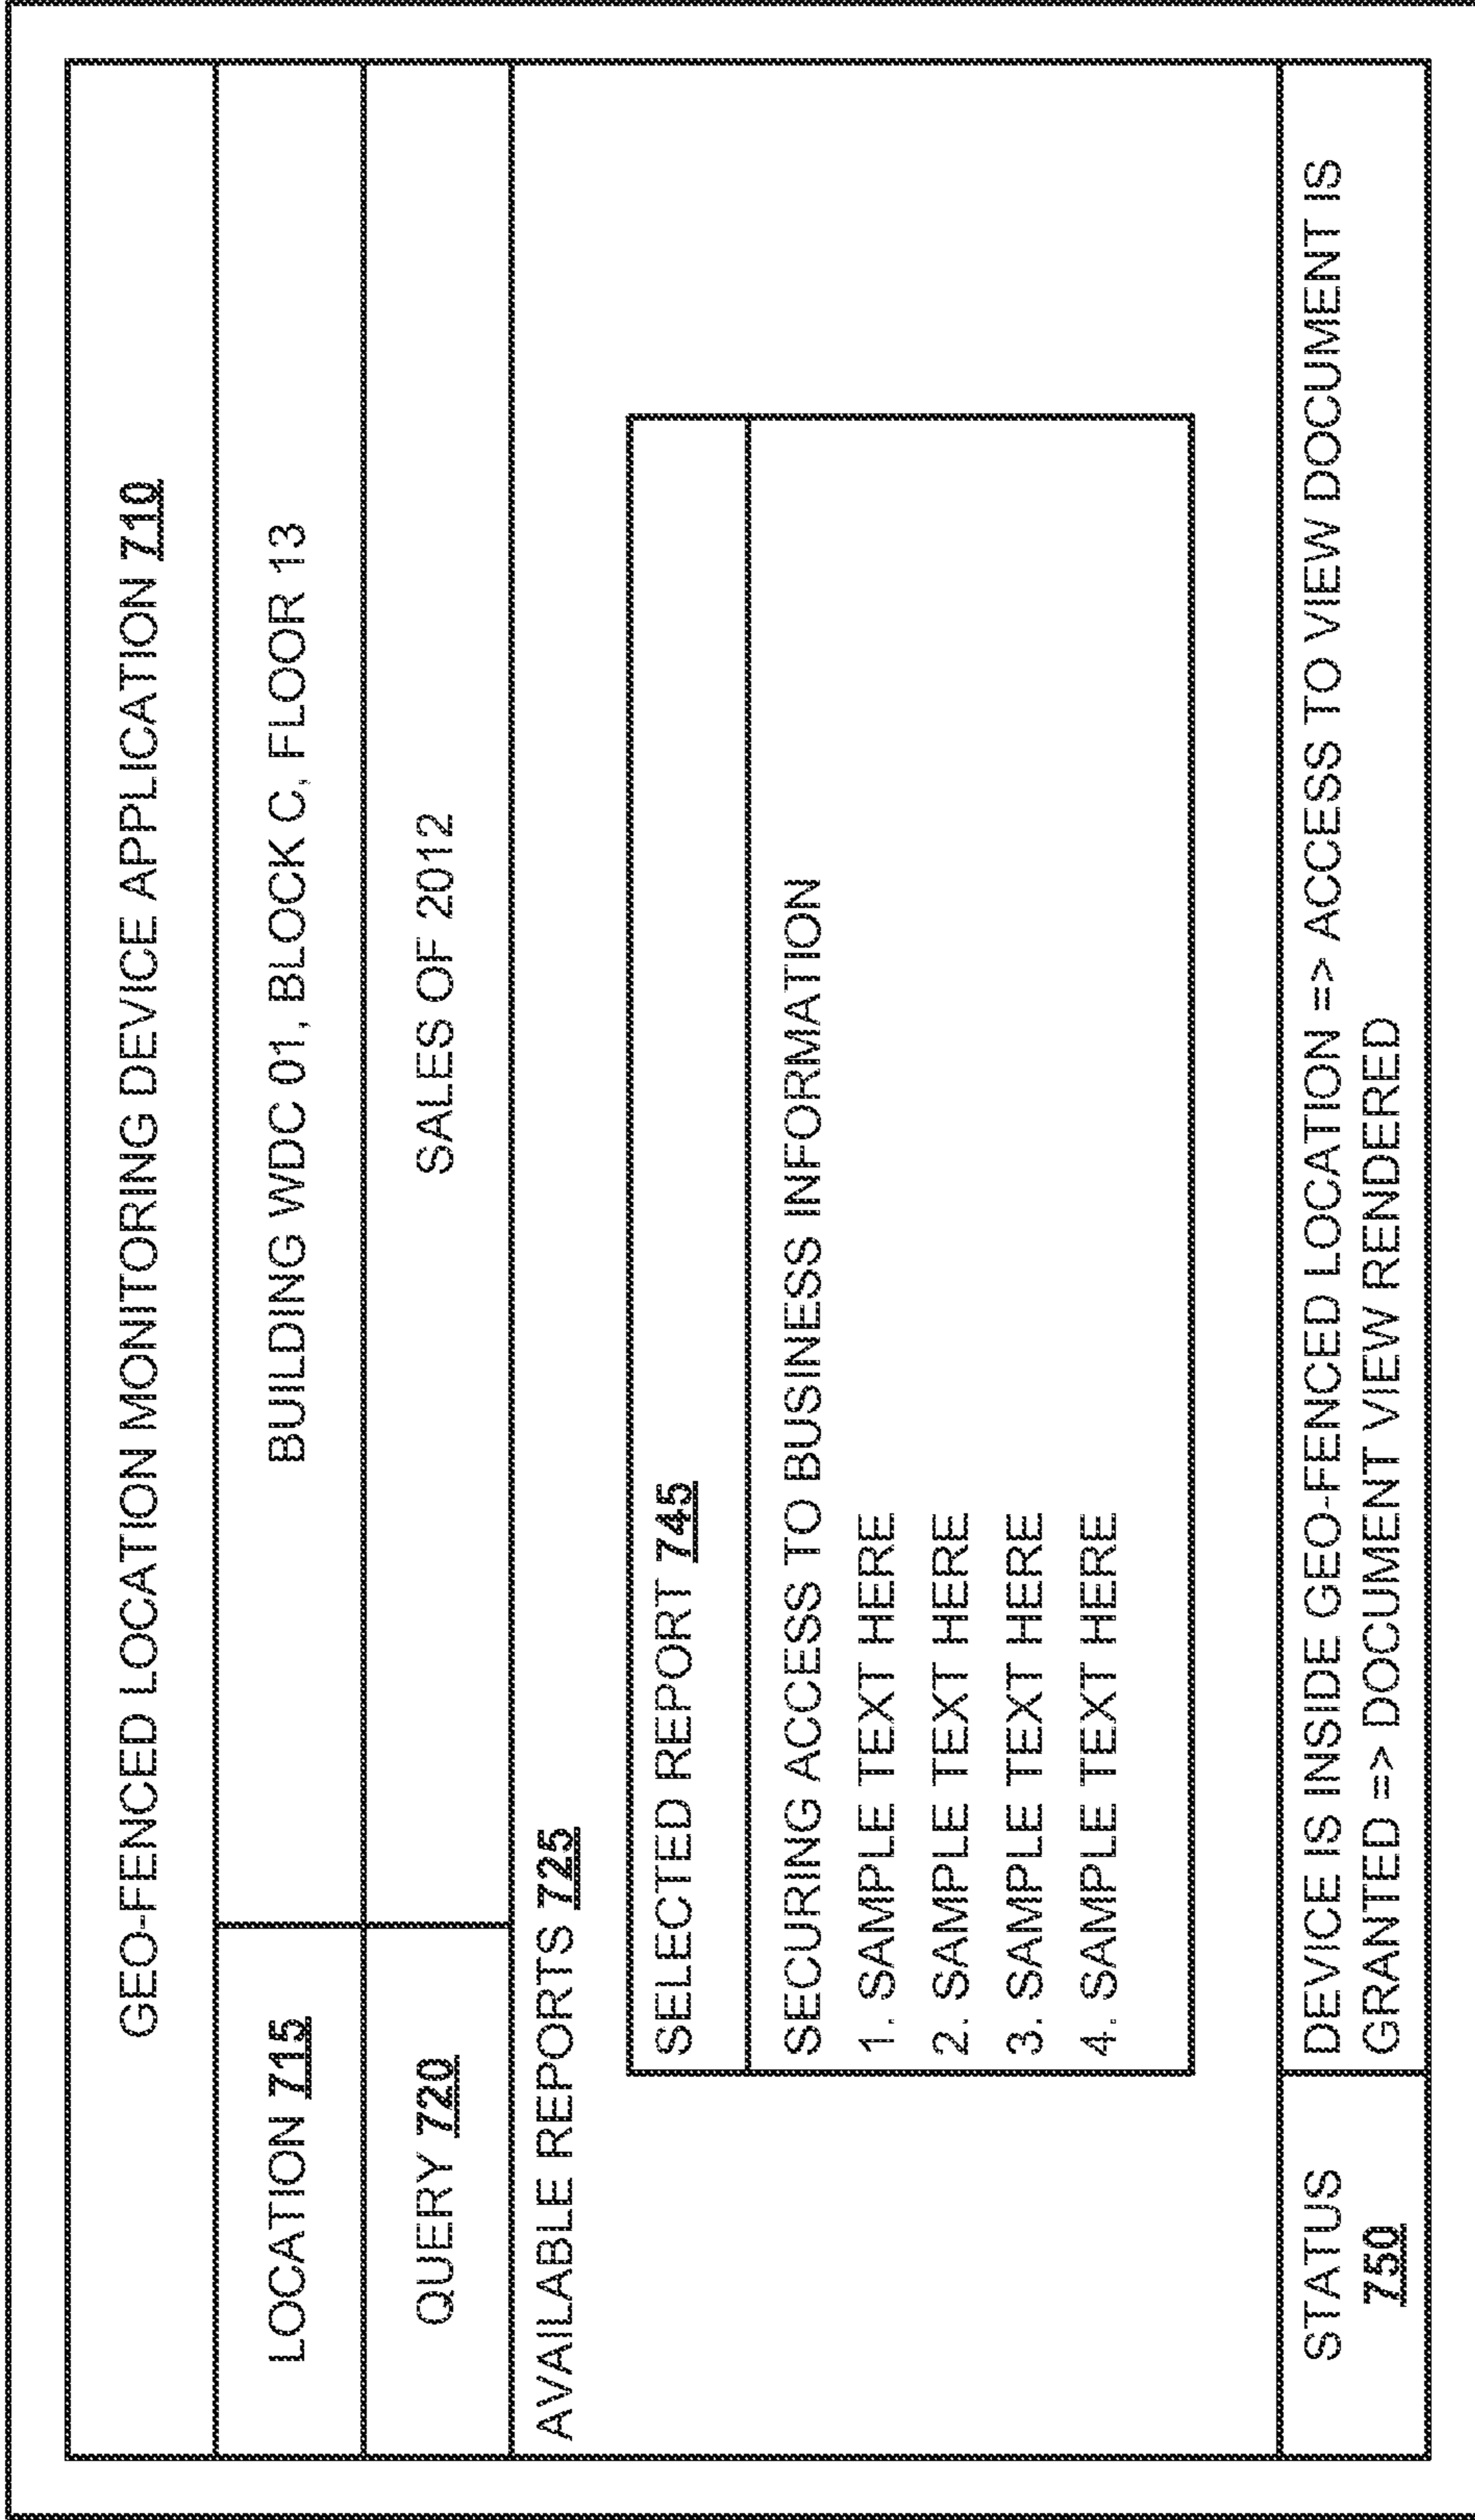 GEO-FENCED LOCATION MONITORING DEVICE APPLICATION 710
LOCATION 715
BUILDING WDC 01, BLOCK C, FLOOR 13
QUERY 720
SALES OF 2012
AVAILABLE REPORTS 725
SELECTED REPORT 745
SECURING ACCESS TO BUSINESS INFORMATION
1. SAMPLE TEXT HERE
2. SAMPLE TEXT HERE
3. SAMPLE TEXT HERE
4. SAMPLE TEXT HERE
STATUS
750
DEVICE IS INSIDE GEO-FENCED LOCATION => ACCESS TO VIEW DOCUMENT IS
GRANTED => DOCUMENT VIEW RENDERED